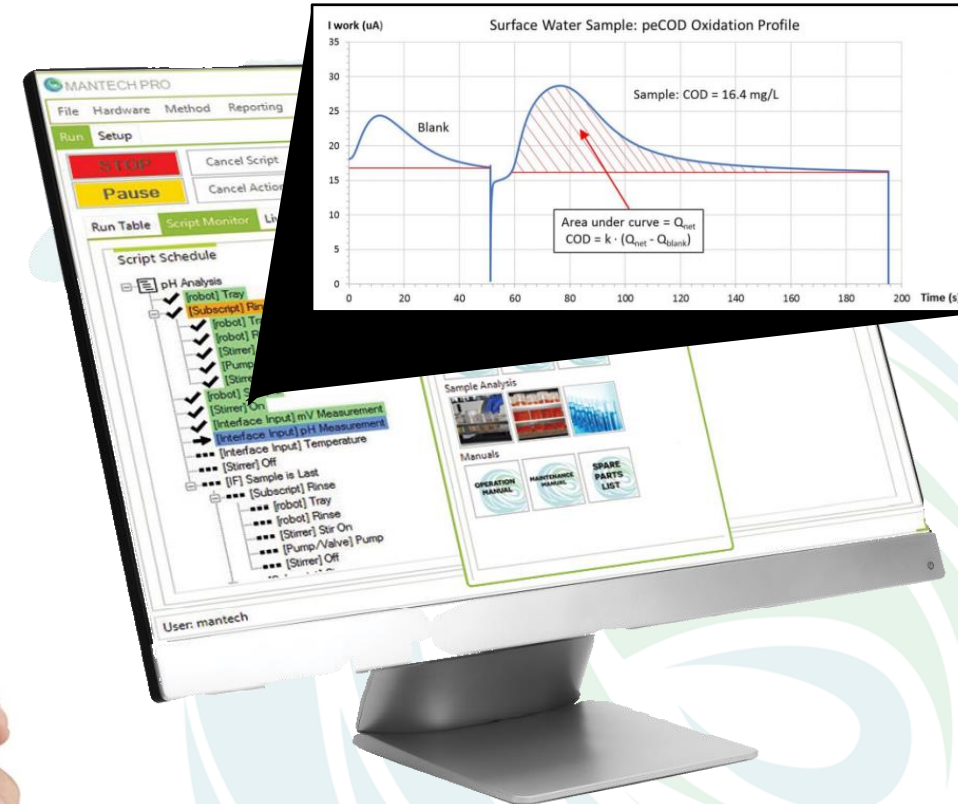 I work (uA)
Surface Water Sample: peCOD Oxidation Profile
35
30
25
20
15
10
5
0
Blank
Sample: COD = 16.4 mg/L
Area under curve = Qnet
COD = k · (Qnet - Qblank)
0 20 40 60 80 100 120 140 160 180 200 Time (s)
MANTECH PRO
File Hardware Method Reporting
Run Setup
STOP Cancel Script
Pause Cancel Action
Run Table Script Monitor
Script Schedule
pH Analysis
[robot] Tray
[Subscript]
[robot]
[robot]
[Stirrer]
[robot]
[Stirrer] On
[Interface Input] mV Measurement
[Interface Input] pH Measurement
[Interface Input] Temperature
[Stirrer] Off
[IF] Sample is Last
[Subscript] Rinse
[robot] Tray
[robot] Rinse
[Stirrer] Stir On
[Pump/Valve] Pump
[Stirrer] Off
Sample Analysis
Manuals
OPERATION
MANUAL
MAINTENANCE
MANUAL
SPARE
PARTS
LIST
User: mantech